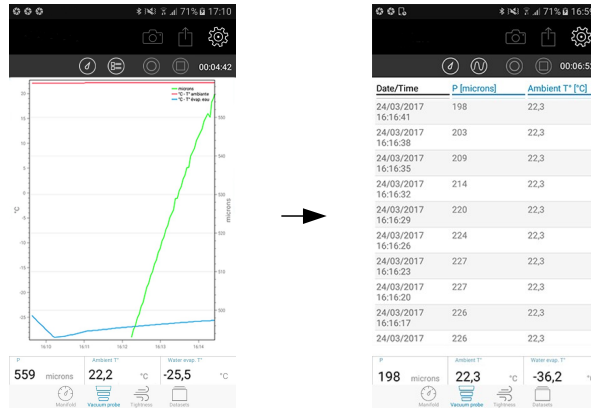 71% 17:10
00:04:42
microns
°C - T° ambiante
°C - T° évap. eau
20
15
10
5
0
-5
-10
-15
-20
-25
°C
550
540
530
520
510
500
microns
16:10
16:11
16:12
16:13
16:14
P
Ambient T°
Water evap. T°
559 microns
22,2 °C
-25,5 °C
Manifold
Vacuum probe
Tightness
Datasets
71% 16:59
00:06:52
Date/Time P [microns] Ambient T° [°C]
24/03/2017
16:16:41 198 22,3
24/03/2017
16:16:38 203 22,3
24/03/2017
16:16:35 209 22,3
24/03/2017
16:16:32 214 22,3
24/03/2017
16:16:29 220 22,3
24/03/2017
16:16:26 224 22,3
24/03/2017
16:16:23 227 22,3
24/03/2017
16:16:20 227 22,3
24/03/2017
16:16:17 226 22,3
24/03/2017 226 22,3
P
Ambient T°
Water evap. T°
198 microns
22,3 °C
-36,2
Manifold
Vacuum probe
Tightness
Datasets